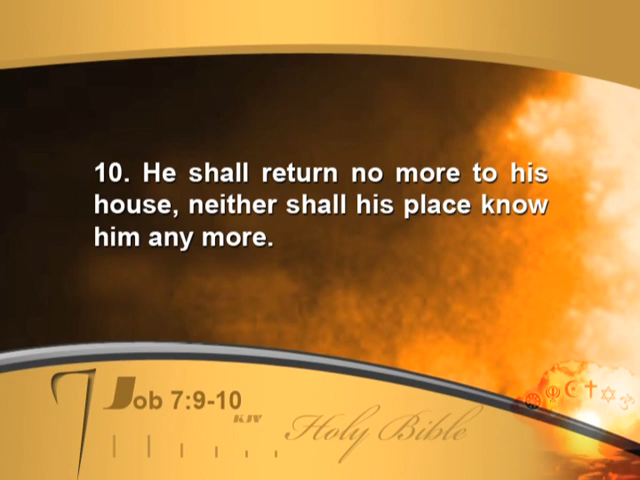 10. He shall return no more to his
house, neither shall his place know
him any more.
Job 7:9-10
KJV
Holy Bible